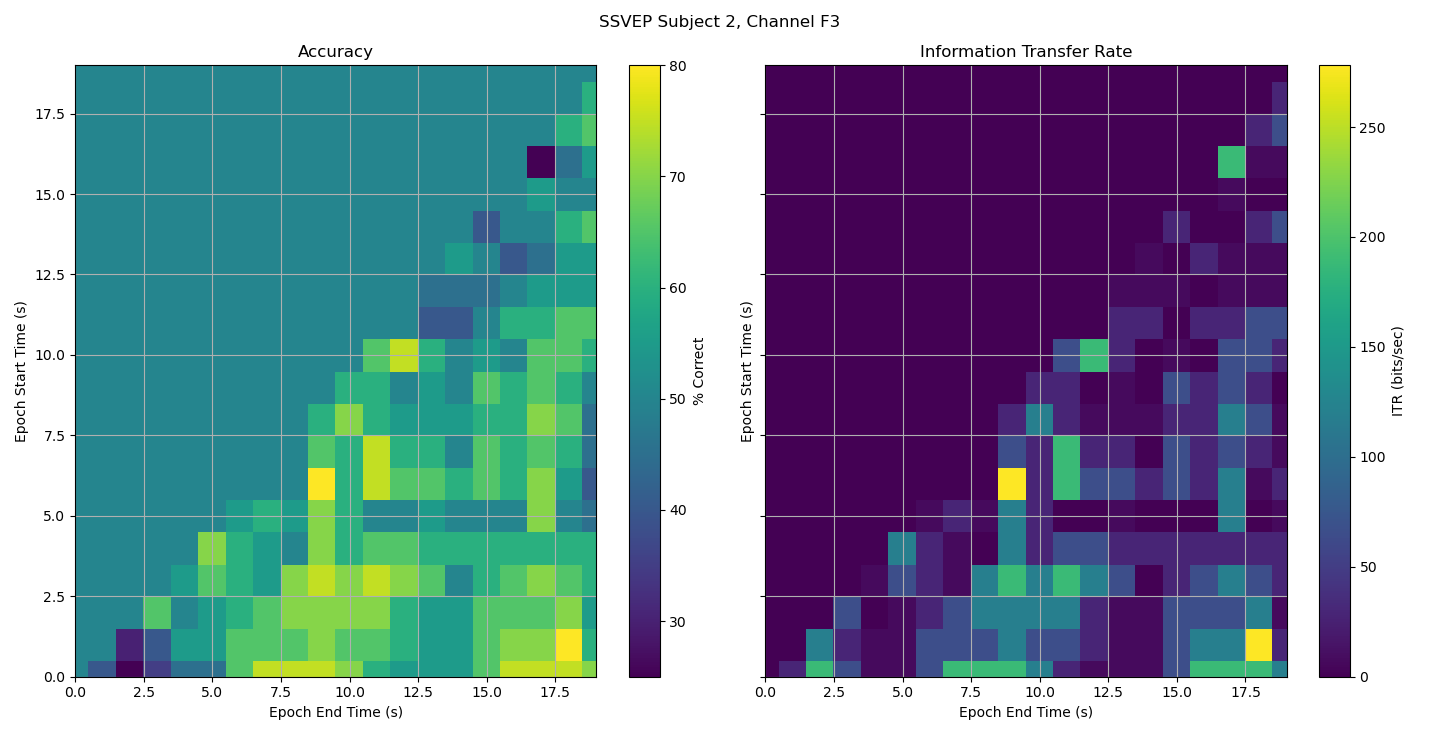 SSVEP Subject 2, Channel F3
Accuracy
Information Transfer Rate
Epoch Start Time (s)
17.5
15.0
12.5
10.0
7.5
5.0
2.5
0.0
0.0 2.5 5.0 7.5 10.0 12.5 15.0 17.5
Epoch End Time (s)
80
70
60
50
40
30
% Correct
Epoch Start Time (s)
0.0 2.5 5.0 7.5 10.0 12.5 15.0 17.5
Epoch End Time (s)
250
200
150
100
50
0
ITR (bits/sec)